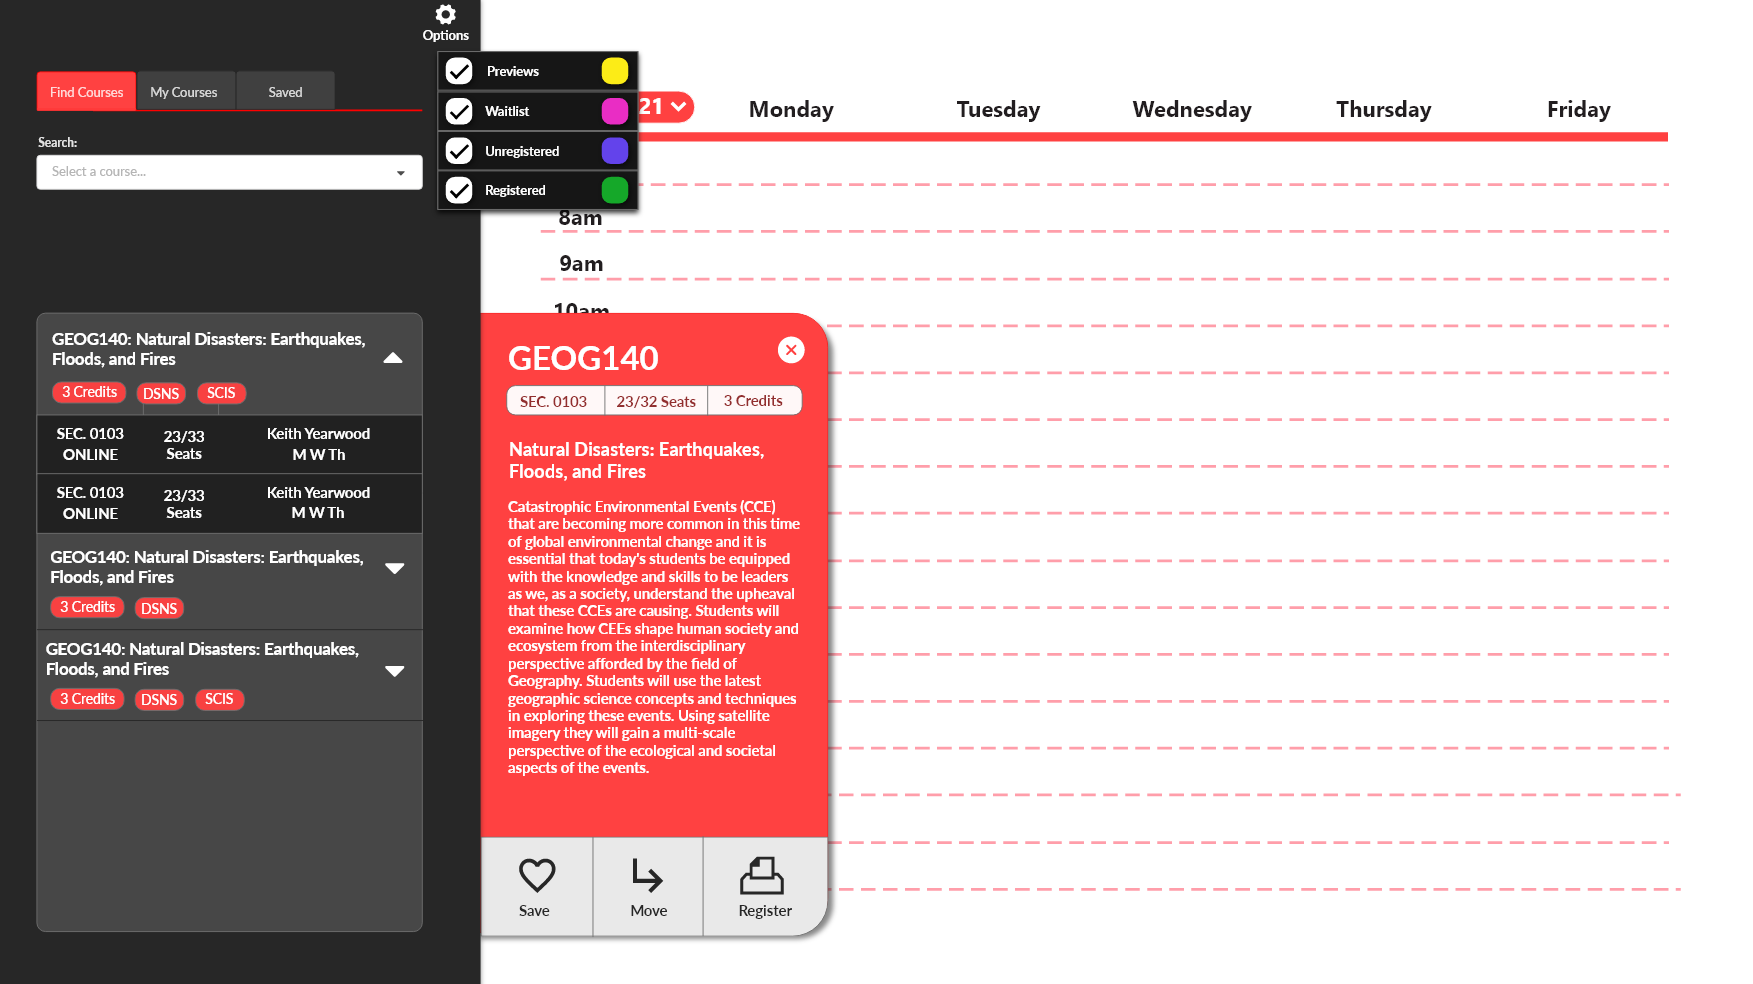 Options
Previews
Waitlist
Unregistered
Registered
Find Courses
My Courses
Saved
Search:
Select a course...
GEOG140: Natural Disasters: Earthquakes,
Floods, and Fires
3 Credits
DSNS
SCIS
SEC. 0103
ONLINE
23/33
Seats
Keith Yearwood
M W Th
SEC. 0103
ONLINE
23/33
Seats
Keith Yearwood
M W Th
GEOG140: Natural Disasters: Earthquakes,
Floods, and Fires
3 Credits
DSNS
GEOG140: Natural Disasters: Earthquakes,
Floods, and Fires
3 Credits
DSNS
SCIS
21
Monday
Tuesday
Wednesday
Thursday
Friday
8am
9am
10am
GEOG140
SEC. 0103
23/32 Seats
3 Credits
Natural Disasters: Earthquakes,
Floods, and Fires
Catastrophic Environmental Events (CCE)
that are becoming more common in this time
of global environmental change and it is
essential that today's students be equipped
with the knowledge and skills to be leaders
as we, as a society, understand the upheaval
that these CCEs are causing. Students will
examine how CEEs shape human society and
ecosystem from the interdisciplinary
perspective afforded by the field of
Geography. Students will use the latest
geographic science concepts and techniques
in exploring these events. Using satellite
imagery they will gain a multi-scale
perspective of the ecological and societal
aspects of the events.
Save
Move
Register